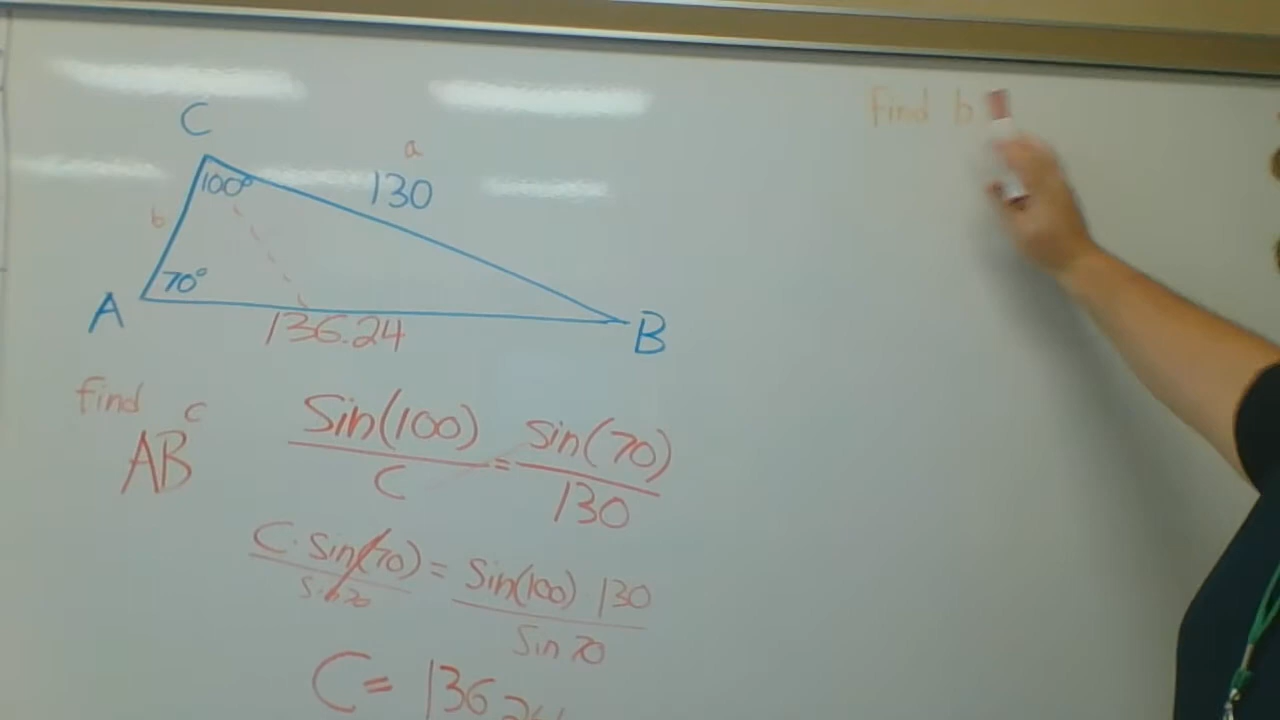 find b
C
a
100° 130
b
70°
A
136.24
B
find c
AB
Sin(100) = sin(70)
C 130
C·Sin(70) = Sin(100) 130
Sin 70 Sin 70
C = 136.24